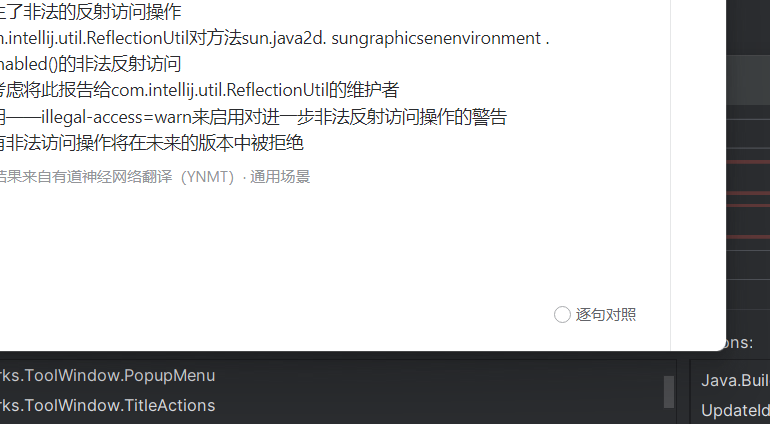 生了非法的反射访问操作
m.intellij.util.ReflectionUtil对方法sun.java2d. sungraphicsenenvironment .
nabled()的非法反射访问
考虑将此报告给com.intellij.util.ReflectionUtil的维护者
用——illegal-access=warn来启用对进一步非法反射访问操作的警告
有非法访问操作将在未来的版本中被拒绝
结果来自有道神经网络翻译（YNMT）· 通用场景
逐句对照
ons:
rks.ToolWindow.PopupMenu
Java.Buil
rks.ToolWindow.TitleActions
UpdateId